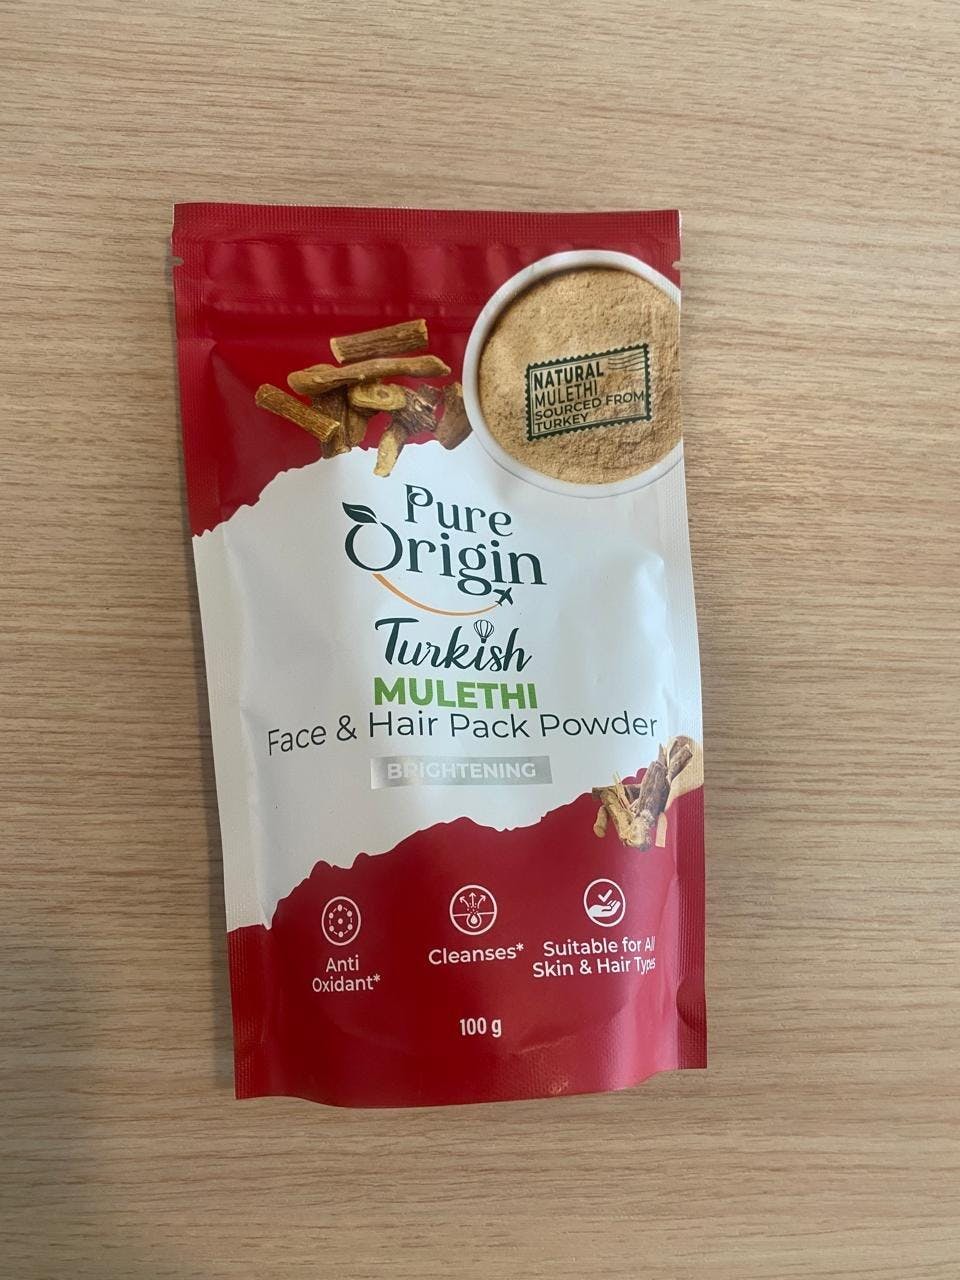 NATURAL
MULETHI
SOURCED FROM
TURKEY
Pure
Origin
Turkish
MULETHI
Face & Hair Pack Powder
BRIGHTENING
Anti
Oxidant*
Cleanses*
Suitable for All
Skin & Hair Types
100 g